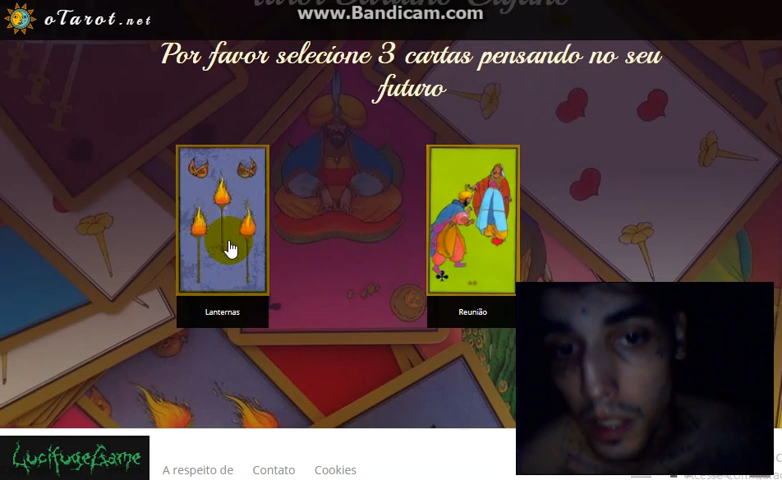 www.Bandicam.com
oTarot.net
Por favor selecione 3 cartas pensando no seu
futuro
Lanternas
Reunião
LucifugeGame
A respeito de
Contato
Cookies